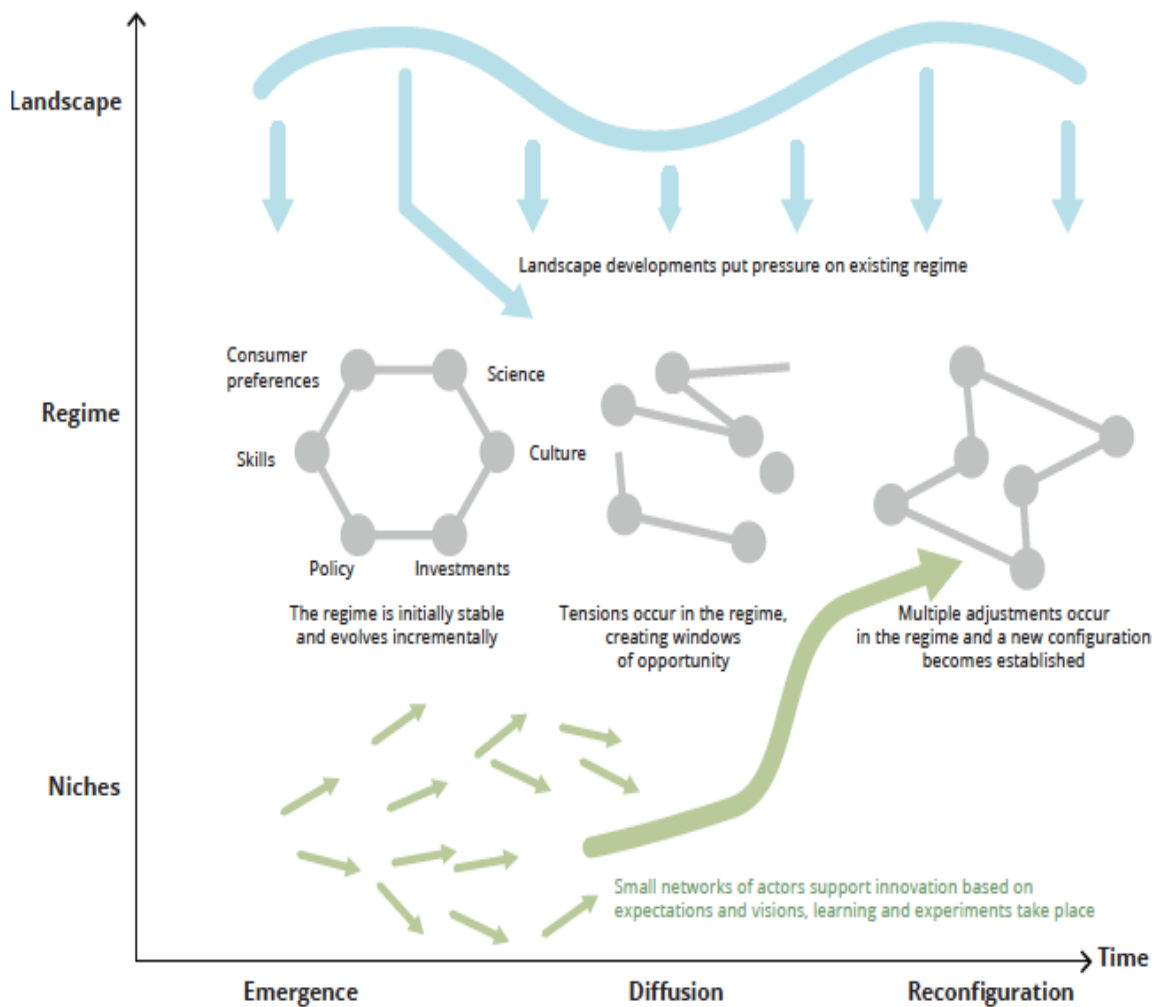 Landscape
Landscape developments put pressure on existing regime
Consumer
preferences
Science
Regime
Skills
Culture
Policy
Investments
The regime is initially stable
and evolves incrementally
Tensions occur in the regime,
creating windows
of opportunity
Multiple adjustments occur
in the regime and a new configuration
becomes established
Niches
Small networks of actors support innovation based on
expectations and visions, learning and experiments take place
Time
Emergence
Diffusion
Reconfiguration